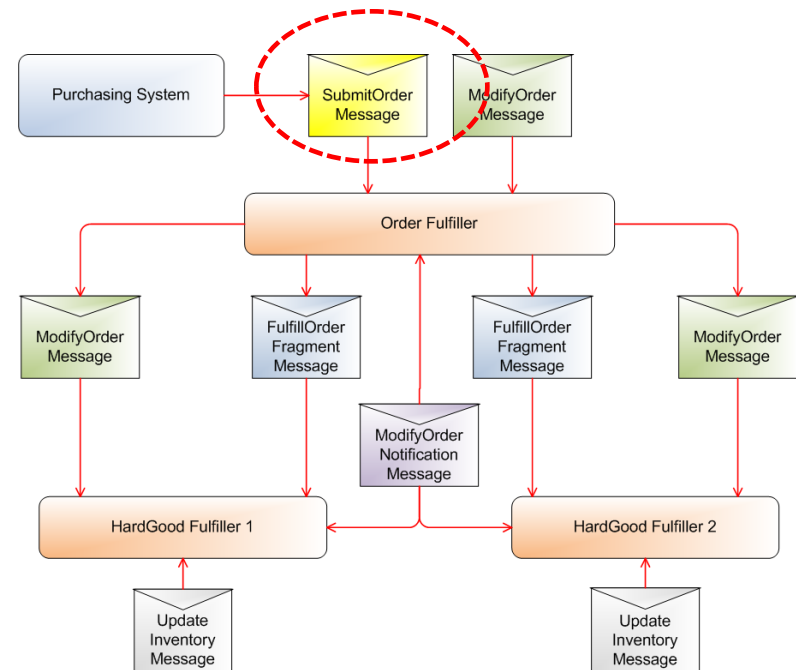 Purchasing System
SubmitOrder
Message
ModifyOrder
Message
Order Fulfiller
ModifyOrder
Message
FulfillOrder
Fragment
Message
FulfillOrder
Fragment
Message
ModifyOrder
Message
ModifyOrder
Notification
Message
HardGood Fulfiller 1
HardGood Fulfiller 2
Update
Inventory
Message
Update
Inventory
Message